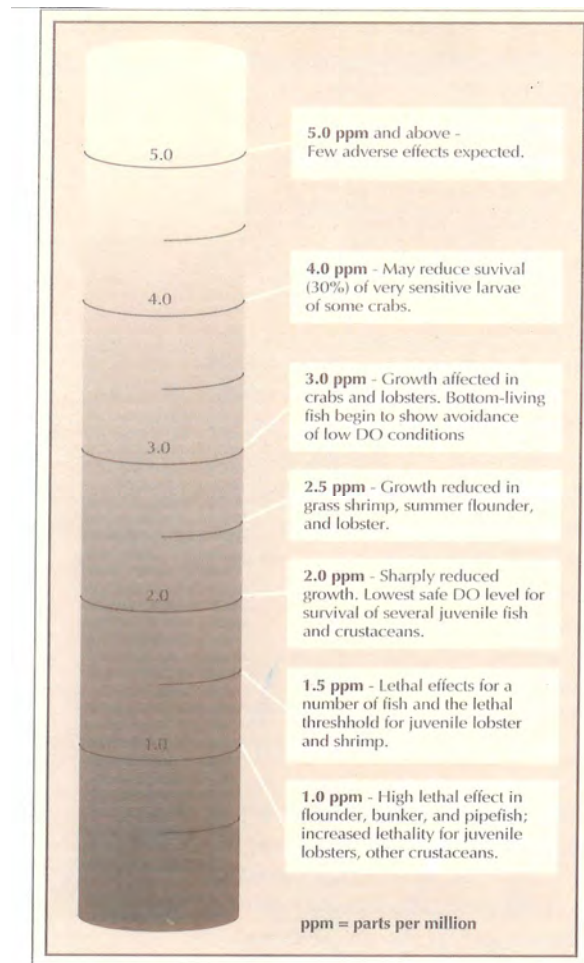 5.0
5.0 ppm and above -
Few adverse effects expected.
4.0
4.0 ppm - May reduce suvival
(30%) of very sensitive larvae
of some crabs.
3.0
3.0 ppm - Growth affected in
crabs and lobsters. Bottom-living
fish begin to show avoidance
of low DO conditions
2.5 ppm - Growth reduced in
grass shrimp, summer flounder,
and lobster.
2.0
2.0 ppm - Sharply reduced
growth. Lowest safe DO level for
survival of several juvenile fish
and crustaceans.
1.5 ppm - Lethal effects for a
number of fish and the lethal
threshhold for juvenile lobster
and shrimp.
1.0
1.0 ppm - High lethal effect in
flounder, bunker, and pipefish;
increased lethality for juvenile
lobsters, other crustaceans.
ppm = parts per million